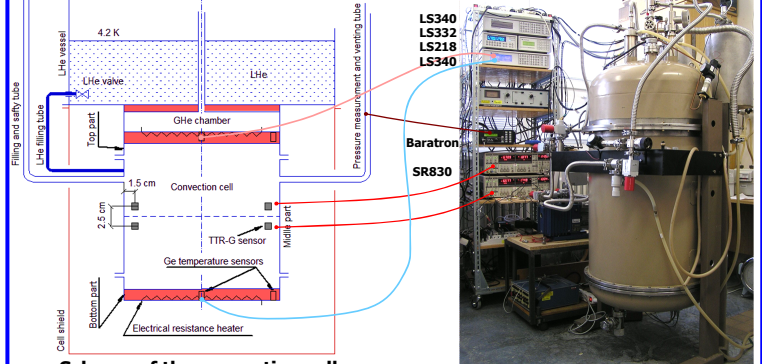 4.2 K
LHe vessel
LHe valve
LHe
Filling and safty tube
LHe filling tube
Pressure measurement and venting tube
GHe chamber
Top part
Convection cell
1.5 cm
2.5 cm
TTR-G sensor
Midlle part
Ge temperature sensors
Bottom part
Electrical resistance heater
Cell shield
LS340
LS332
LS218
LS340
Baratron
SR830